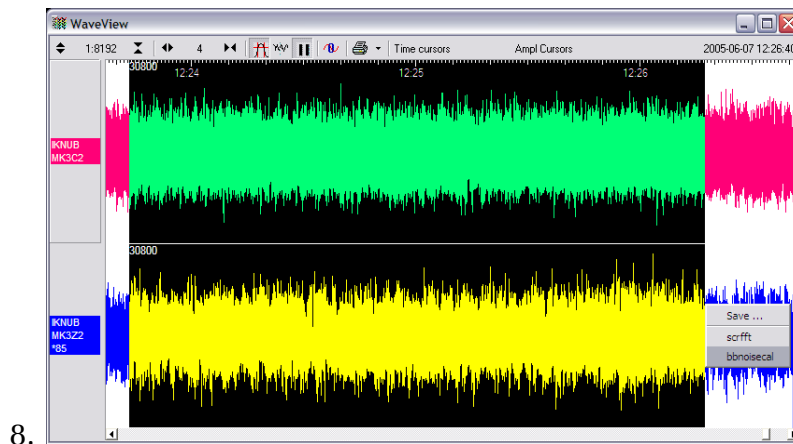 WaveView
1:8192 4 Time cursors Ampl Cursors 2005-06-07 12:26:40
30800 12:24 12:25 12:26
IKNUB
MK3C2
30800
IKNUB
MK3Z2
*85
Save ...
scrfft
bbnoisecal
8.